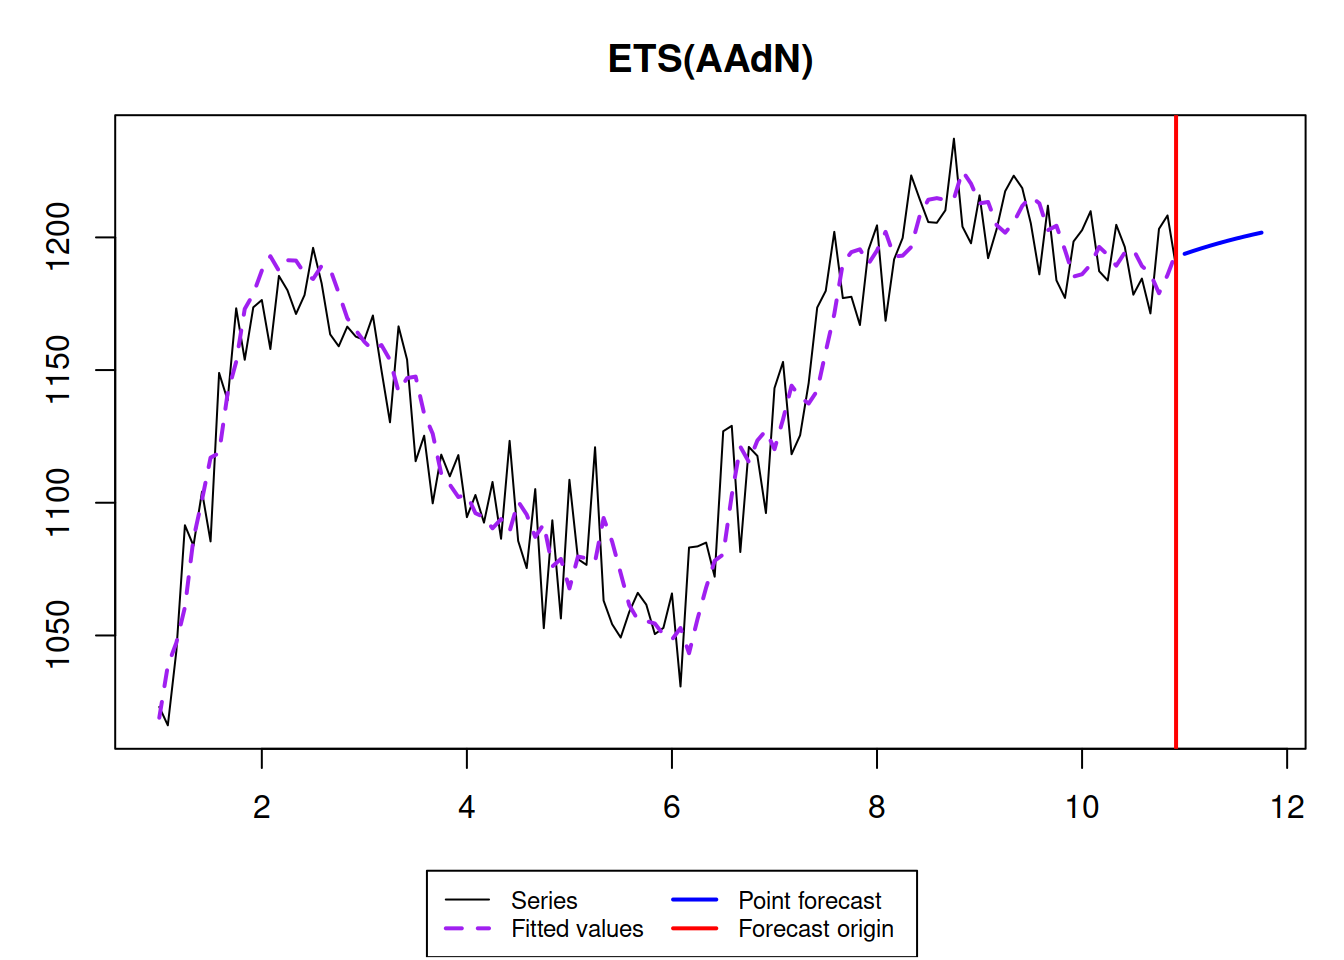 ETS(AAdN)
1200
1150
1100
1050
2 4 6 8 10 12
Series Point forecast
Fitted values Forecast origin